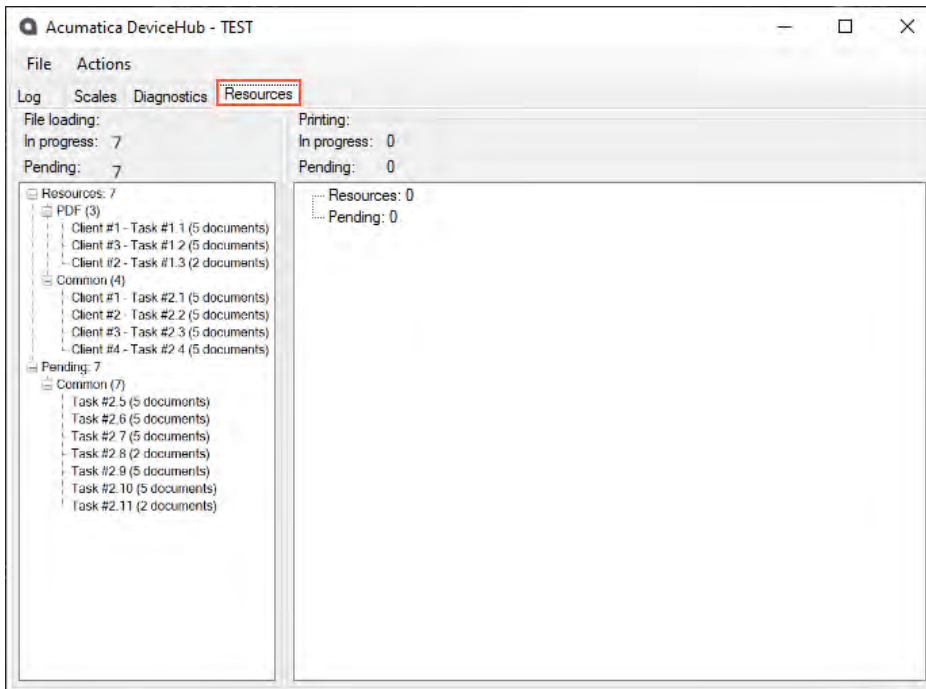 Acumatica DeviceHub - TEST
File Actions
Log Scales Diagnostics Resources
File loading:
In progress: 7
Pending: 7
Resources: 7
PDF (3)
Client #1 - Task #1.1 (5 documents)
Client #3 - Task #1.2 (5 documents)
Client #2 - Task #1.3 (2 documents)
Common (4)
Client #1 - Task #2.1 (5 documents)
Client #2 - Task #2.2 (5 documents)
Client #3 - Task #2.3 (5 documents)
Client #4 - Task #2.4 (5 documents)
Pending: 7
Common (7)
Task #2.5 (5 documents)
Task #2.6 (5 documents)
Task #2.7 (5 documents)
Task #2.8 (2 documents)
Task #2.9 (5 documents)
Task #2.10 (5 documents)
Task #2.11 (2 documents)
Printing:
In progress: 0
Pending: 0
Resources: 0
Pending: 0